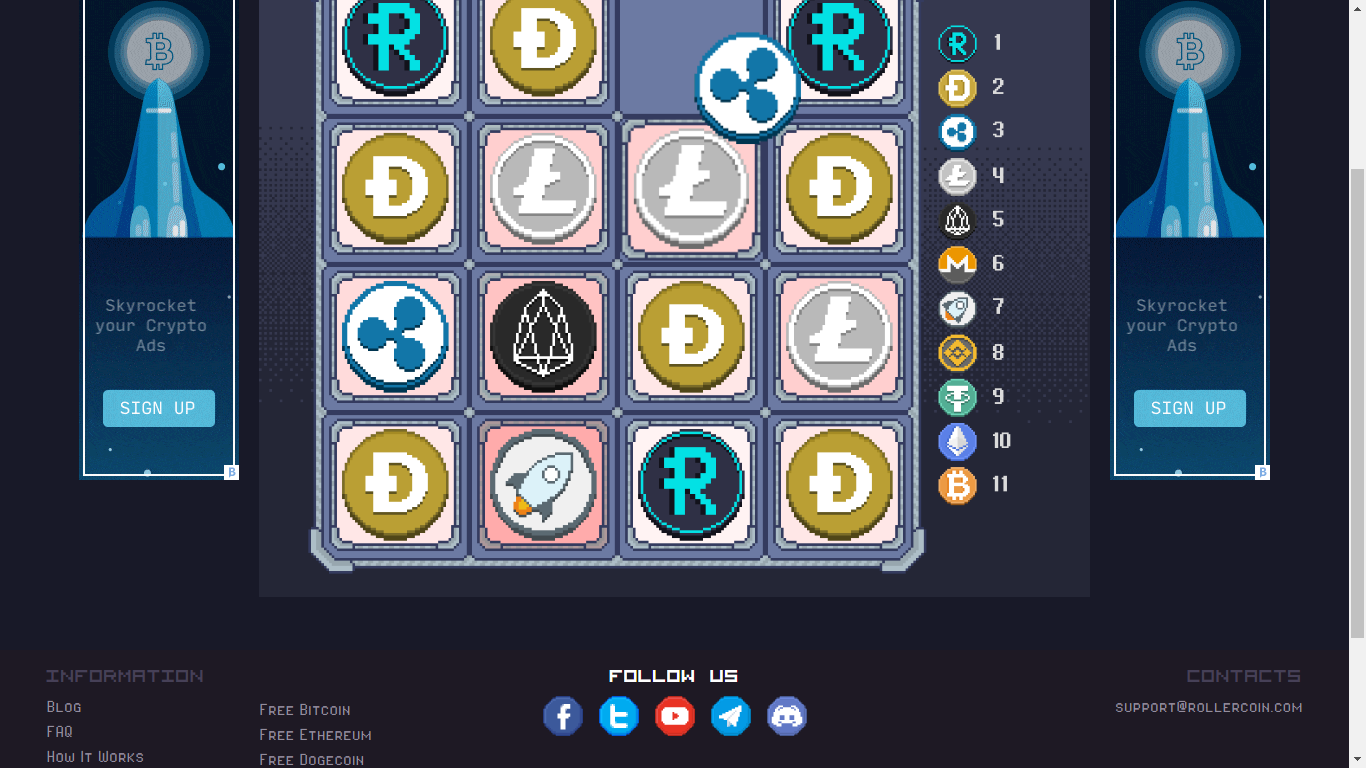 1
2
3
4
5
6
7
8
9
10
11
Skyrocket
your Crypto
Ads
SIGN UP
Skyrocket
your Crypto
Ads
SIGN UP
INFORMATION
Blog
FAQ
How It Works
Free Bitcoin
Free Ethereum
Free Dogecoin
FOLLOW US
CONTACTS
support@rollercoin.com